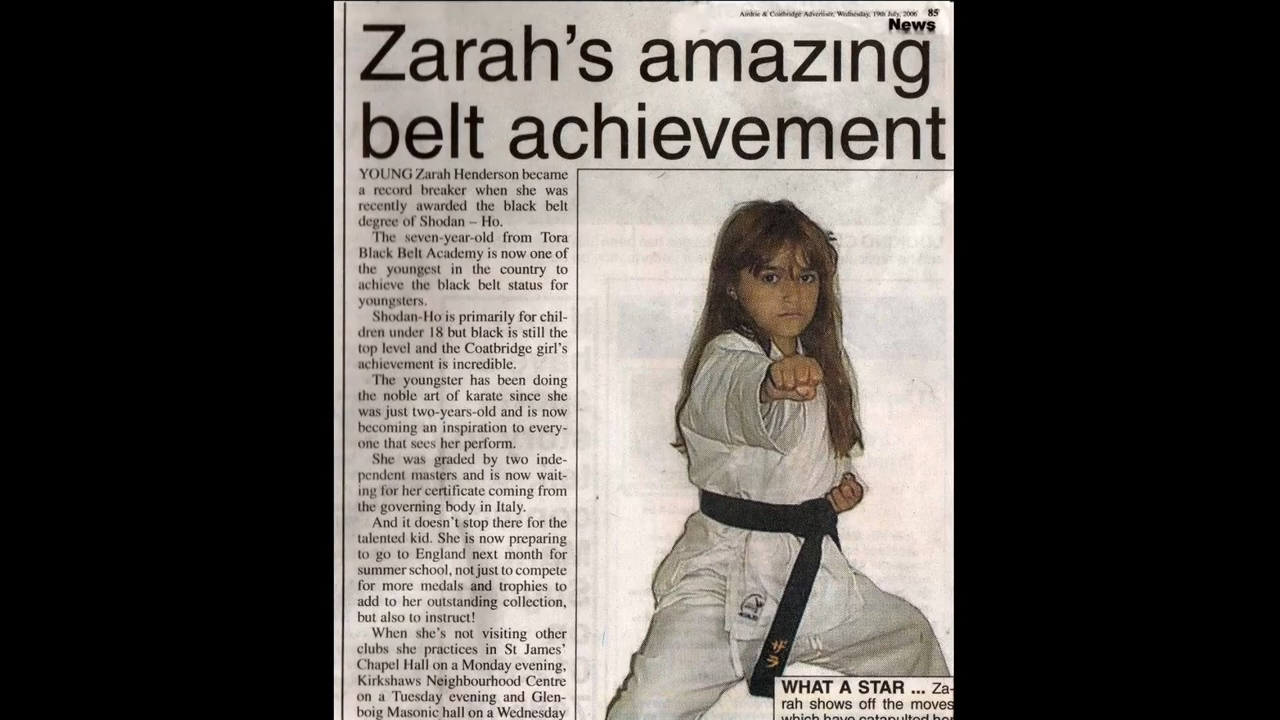 Airdrie & Coatbridge Advertiser, Wednesday, 19th July, 2006 85
News
Zarah's amazing
belt achievement
YOUNG Zarah Henderson became
a record breaker when she was
recently awarded the black belt
degree of Shodan – Ho.
The seven-year-old from Tora
Black Belt Academy is now one of
the youngest in the country to
achieve the black belt status for
youngsters.
Shodan-Ho is primarily for chil-
dren under 18 but black is still the
top level and the Coatbridge girl's
achievement is incredible.
The youngster has been doing
the noble art of karate since she
was just two-years-old and is now
becoming an inspiration to every-
one that sees her perform.
She was graded by two inde-
pendent masters and is now wait-
ing for her certificate coming from
the governing body in Italy.
And it doesn't stop there for the
talented kid. She is now preparing
to go to England next month for
summer school, not just to compete
for more medals and trophies to
add to her outstanding collection,
but also to instruct!
When she's not visiting other
clubs she practices in St James'
Chapel Hall on a Monday evening,
Kirkshaws Neighbourhood Centre
on a Tuesday evening and Glen-
boig Masonic hall on a Wednesday
WHAT A STAR ... Za-
rah shows off the moves
which have catapulted her